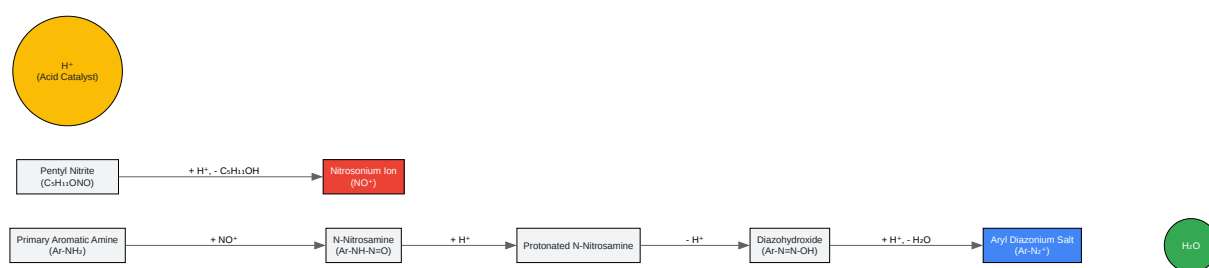 H⁺
(Acid Catalyst)
Pentyl Nitrite
(C₅H₁₁ONO)
+ H⁺, - C₅H₁₁OH
Nitrosonium Ion
(NO⁺)
Primary Aromatic Amine
(Ar-NH₂)
+ NO⁺
N-Nitrosamine
(Ar-NH-N=O)
+ H⁺
Protonated N-Nitrosamine
- H⁺
Diazohydroxide
(Ar-N=N-OH)
+ H⁺, - H₂O
Aryl Diazonium Salt
(Ar-N₂⁺)
H₂O